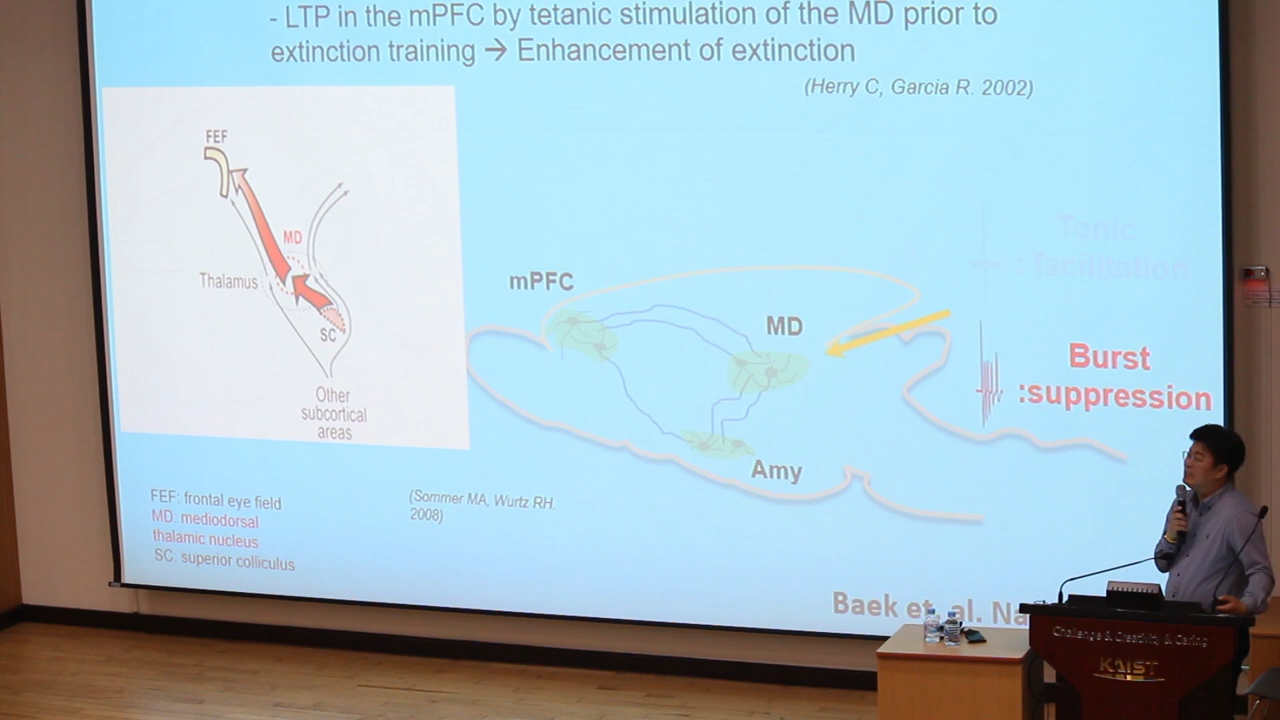 - LTP in the mPFC by tetanic stimulation of the MD prior to
extinction training → Enhancement of extinction
(Herry C, Garcia R. 2002)
FEF
MD
Thalamus
SC
Other
subcortical
areas
mPFC
MD
Amy
Tonic
: facilitation
Burst
:suppression
FEF: frontal eye field
MD: mediodorsal
thalamic nucleus
SC: superior colliculus
(Sommer MA, Wurtz RH.
2008)
Baek et. al. Na
Challenge & Creativity & Caring
KAIST